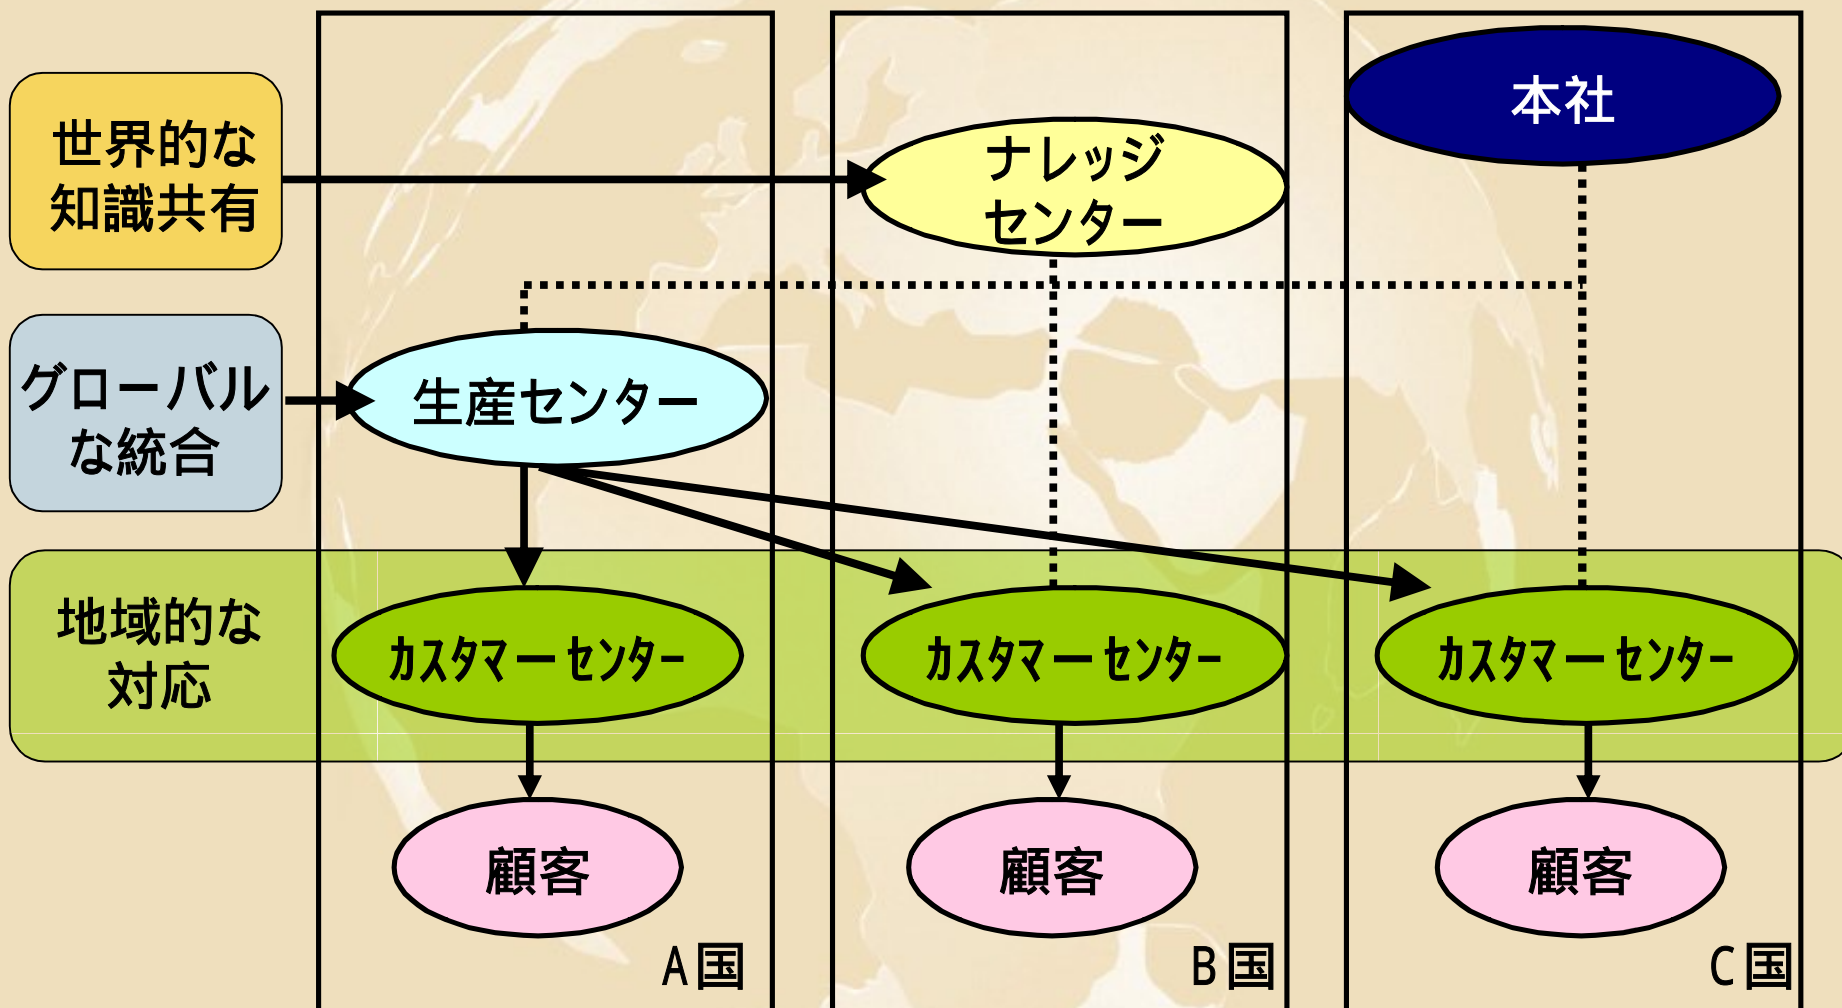 本社
世界的な
知識共有
ナレッジ
センター
グローバル
な統合
生産センター
地域的な
対応
カスタマーセンター
カスタマーセンター
カスタマーセンター
顧客
顧客
顧客
A国
B国
C国